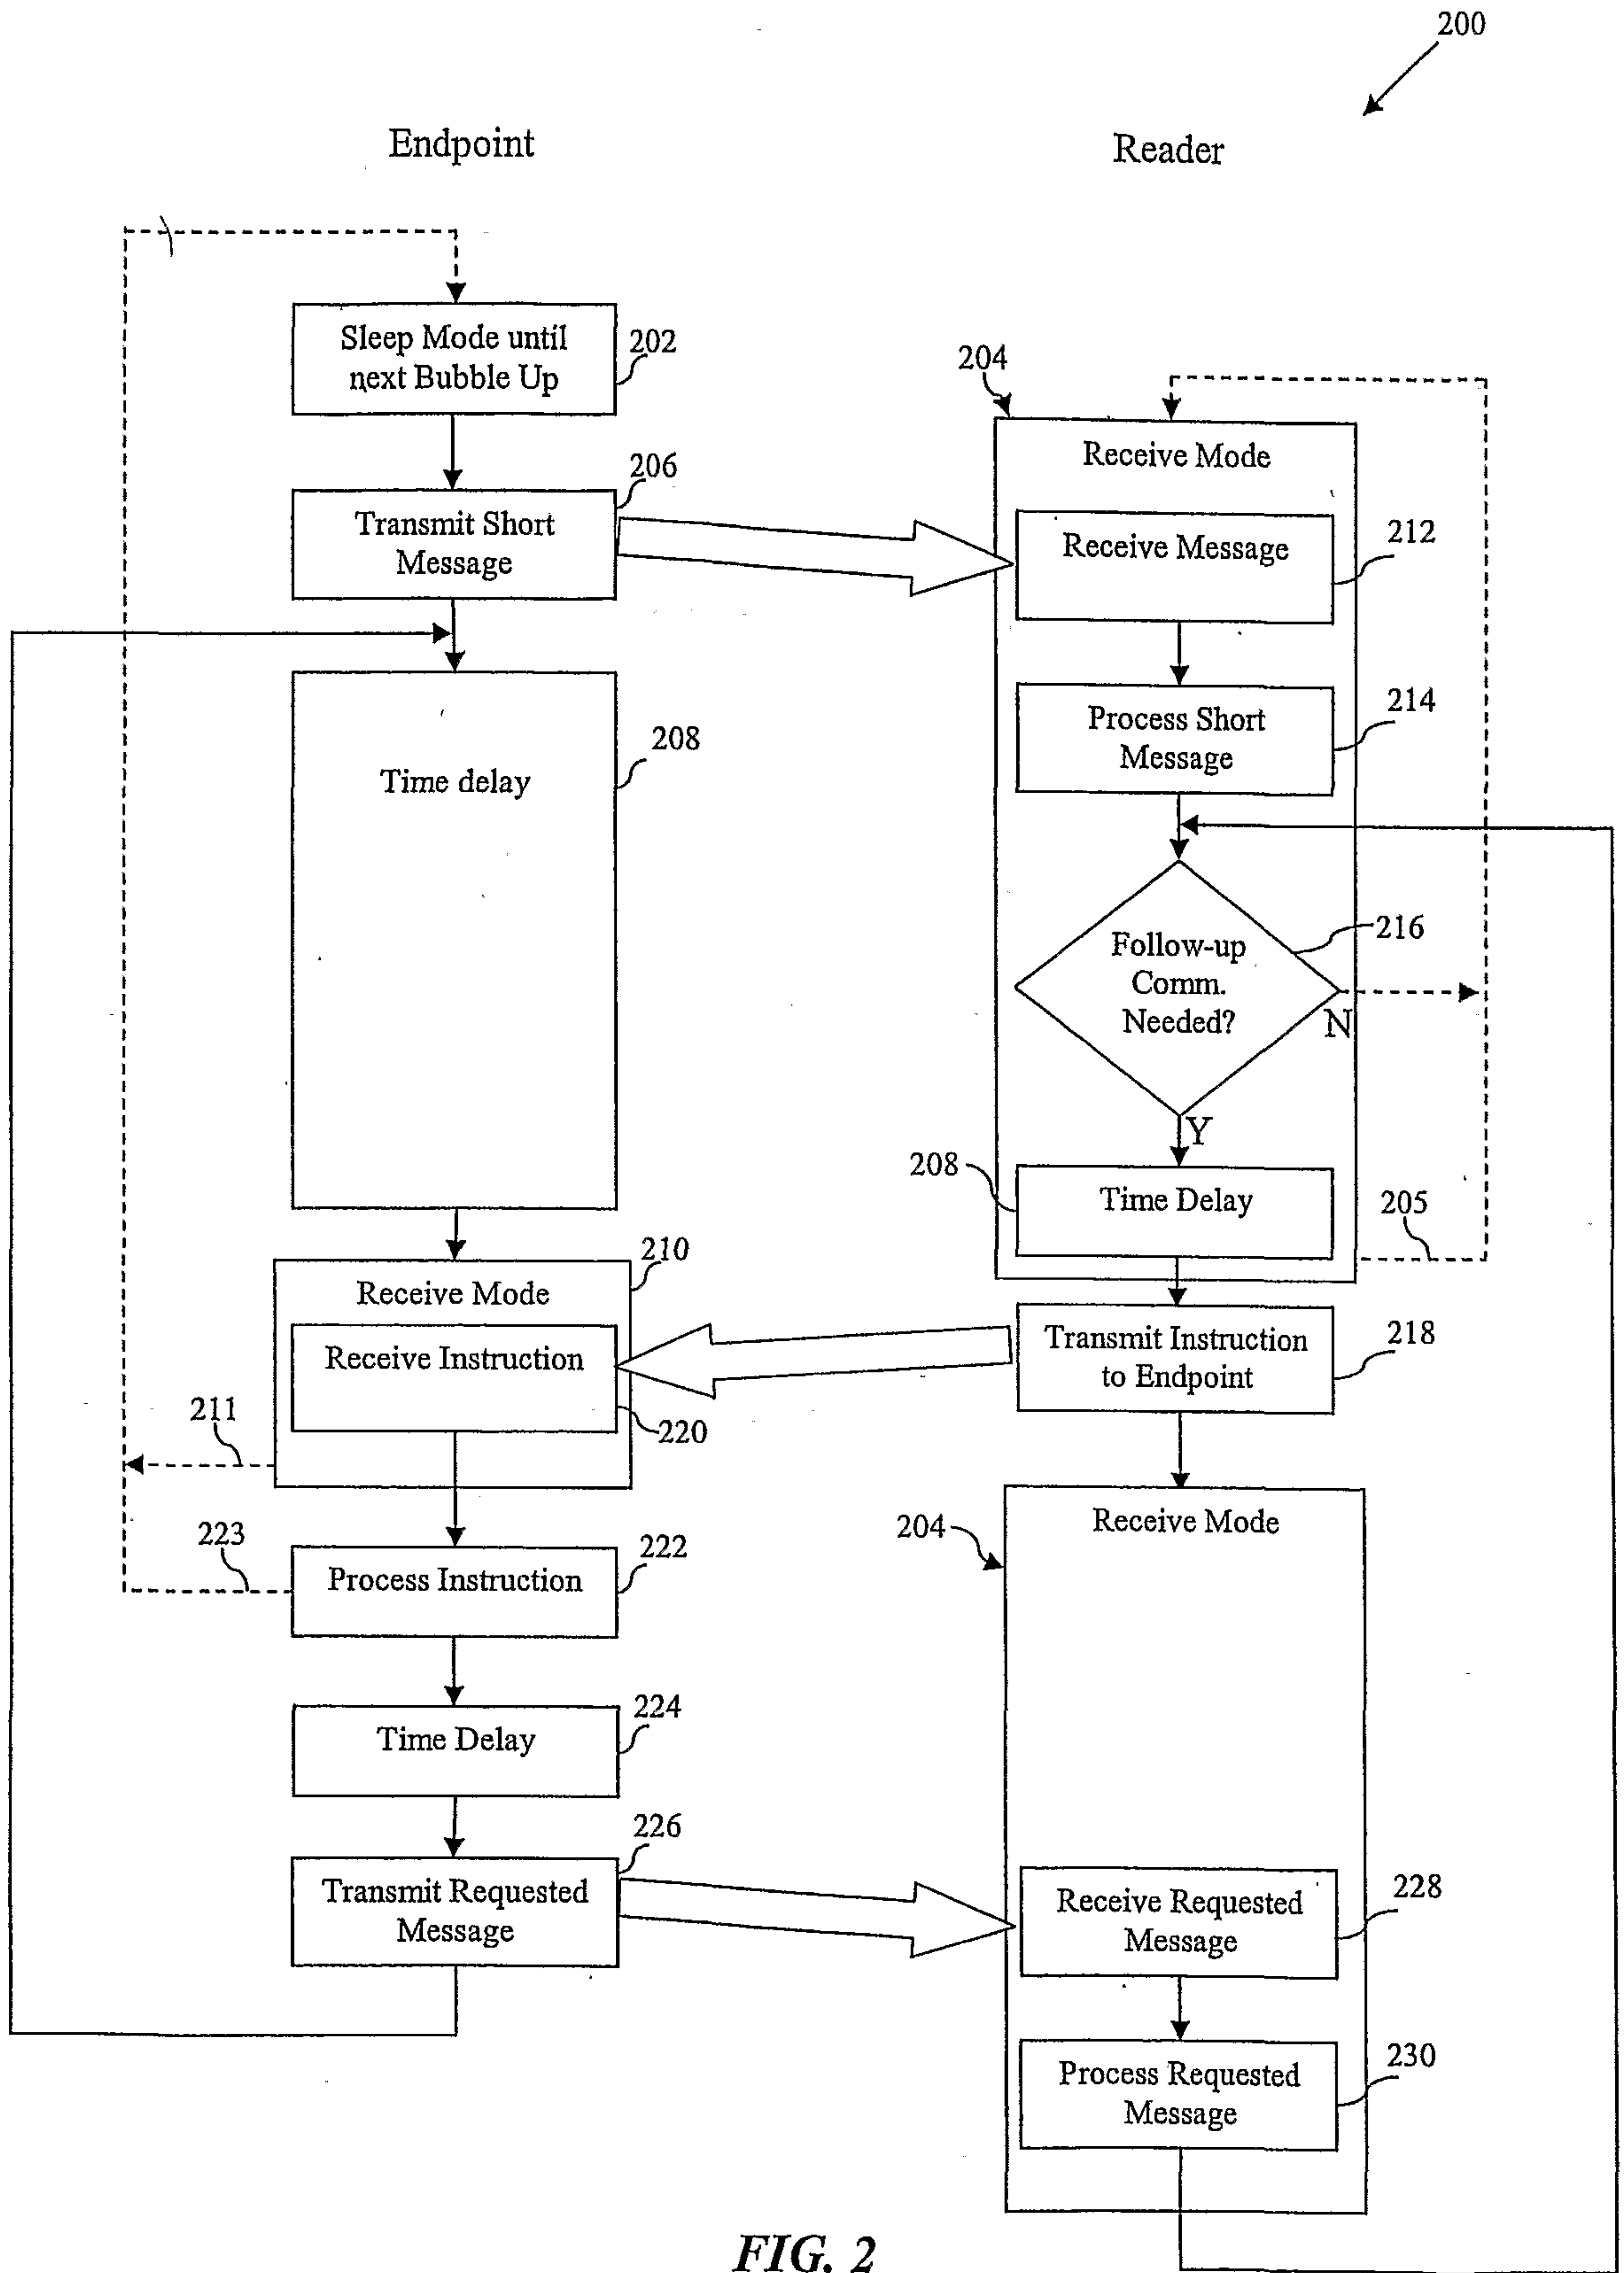 200
Endpoint
Reader
Sleep Mode until
next Bubble Up
202
204
Receive Mode
206
Transmit Short
Message
Receive Message
212
Process Short
Message
214
208
Time delay
Follow-up
Comm.
Needed?
216
N
Y
208
Time Delay
205
210
Receive Mode
Receive Instruction
220
211
Transmit Instruction
to Endpoint
218
204
Receive Mode
223
Process Instruction
222
Time Delay
224
226
Transmit Requested
Message
Receive Requested
Message
228
Process Requested
Message
230
FIG. 2